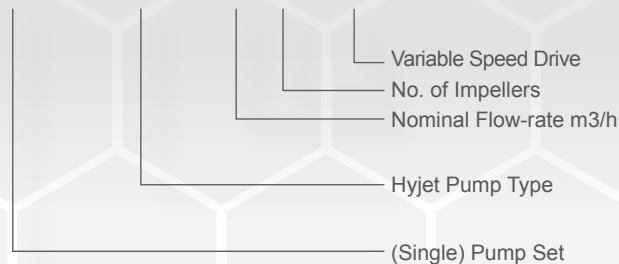 Variable Speed Drive
No. of Impellers
Nominal Flow-rate m3/h
Hyjet Pump Type
(Single) Pump Set